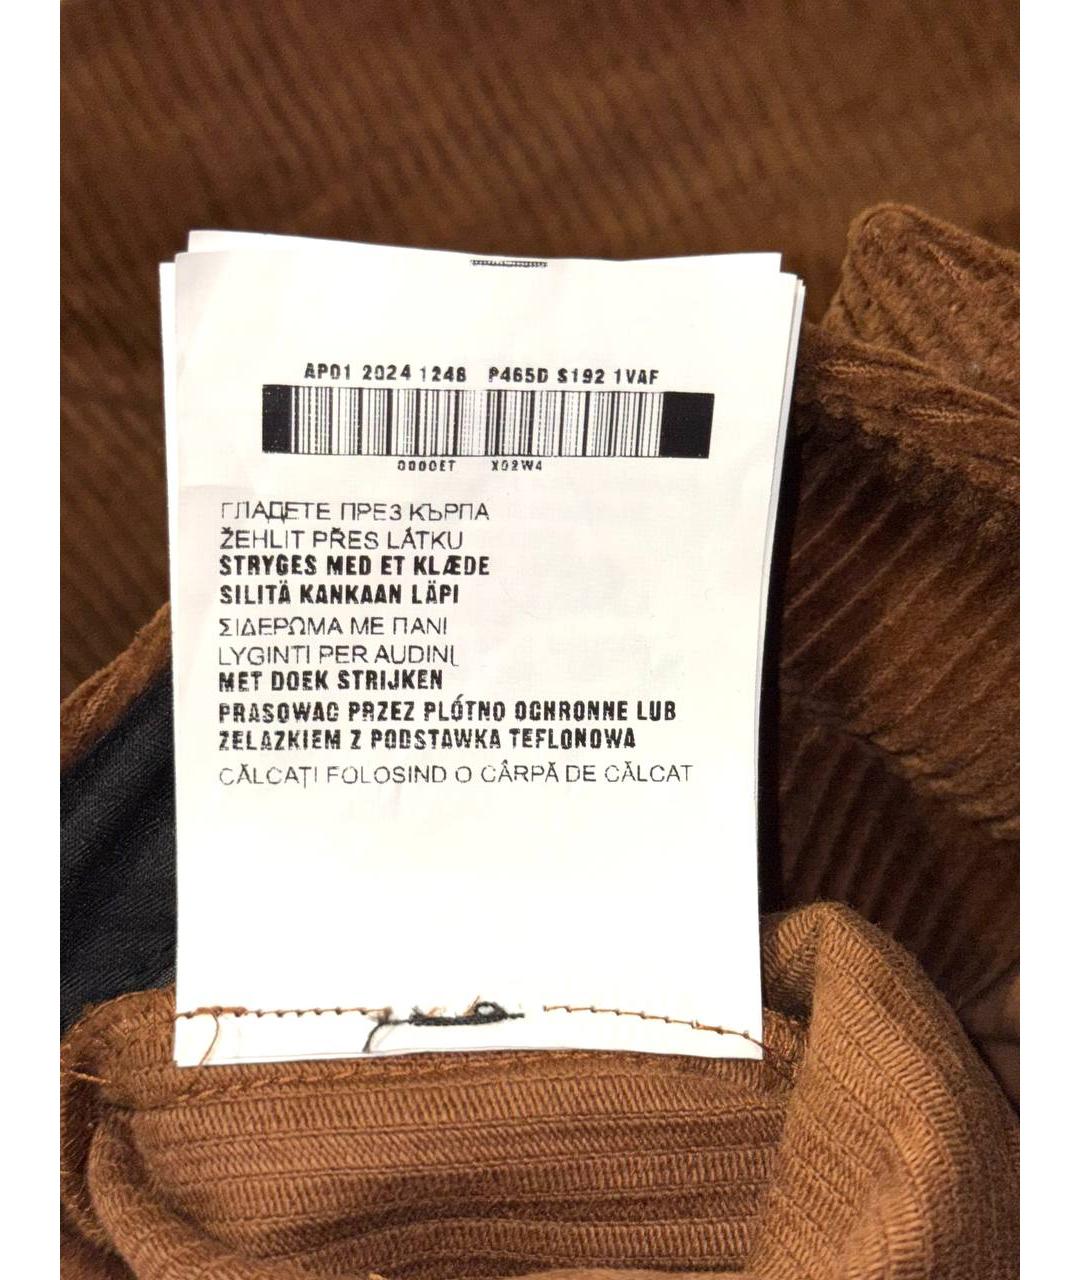 AP01 2024 1248 P465D S192 1VAF
0000ET X02W4
ГЛАДЕТЕ ПРЕЗ КЪРПА
ŽEHLIT PŘES LÁTKU
STRYGES MED ET KLÆDE
SILITÄ KANKAAN LÄPI
ΣΙΔΕΡΩΜΑ ΜΕ ΠΑΝΙ
LYGINTI PER AUDINĮ
MET DOEK STRIJKEN
PRASOWAC PRZEZ PLÓTNO OCHRONNE LUB
ZELAZKIEM Z PODSTAWKA TEFLONOWA
CĂLCAȚI FOLOSIND O CÂRPĂ DE CĂLCAT